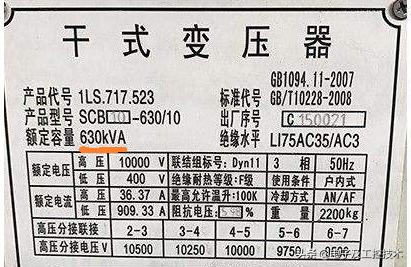 干式变压器
产品代号 1LS.717.523
产品型号 SCB10-630/10
额定容量 630kVA
GB1094.11-2007
标准代号 GB/T10228-2008
出厂序号 C150021
绝缘水平 LI75AC35/AC3
额定电压 高压 10000 V 联结组标号: Dyn11 3 相 50Hz
低压 400 V 绝缘耐热等级: F级 使用条件 户内式
额定电流 高压 36.37 A 最高允许温升: 100K 冷却方式 AN/AF
低压 909.33 A 阻抗电压: % 重量 2200kg
高压分接联接 2-3 3-4 4-5 5-6 6-7
高压分接电压 V 10500 10250 10000 9750 9500